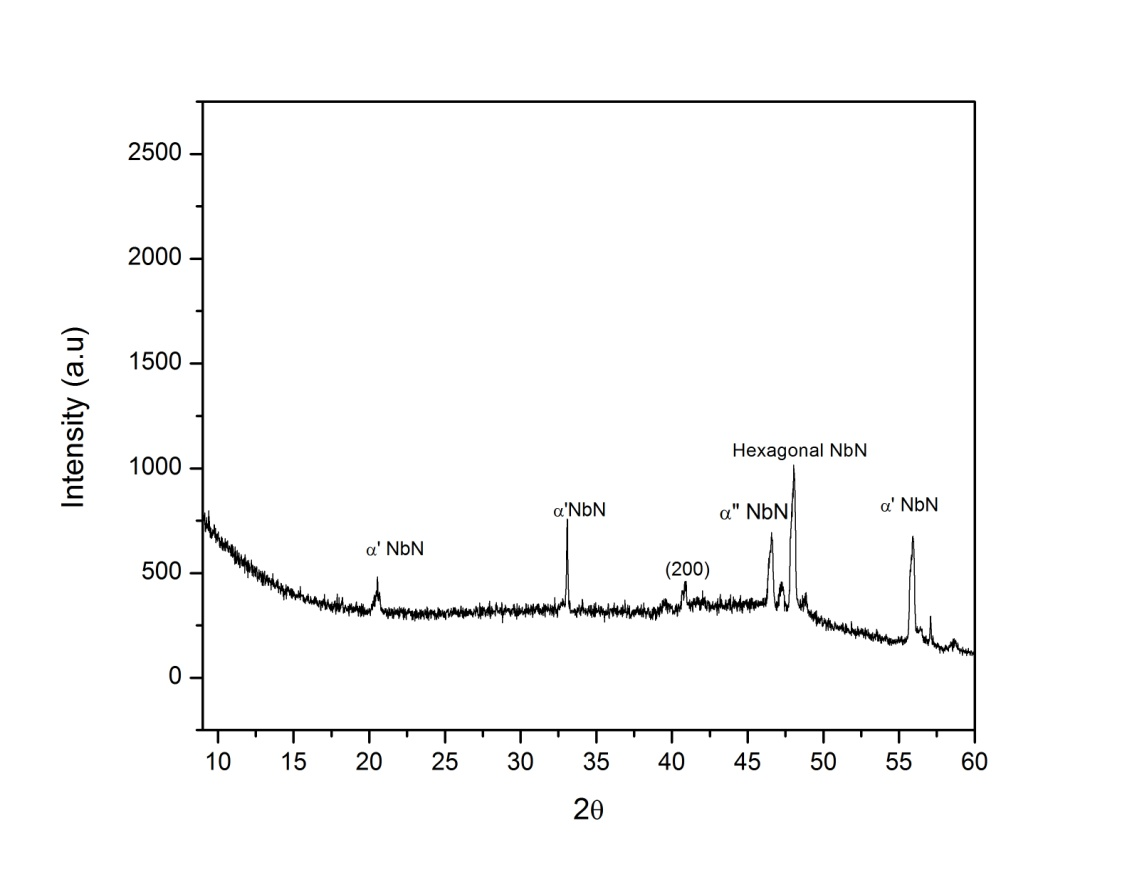 2500
2000
1500
1000
500
0
Intensity (a.u)
α' NbN
α'NbN
(200)
α" NbN
Hexagonal NbN
α' NbN
10 15 20 25 30 35 40 45 50 55 60
2θ